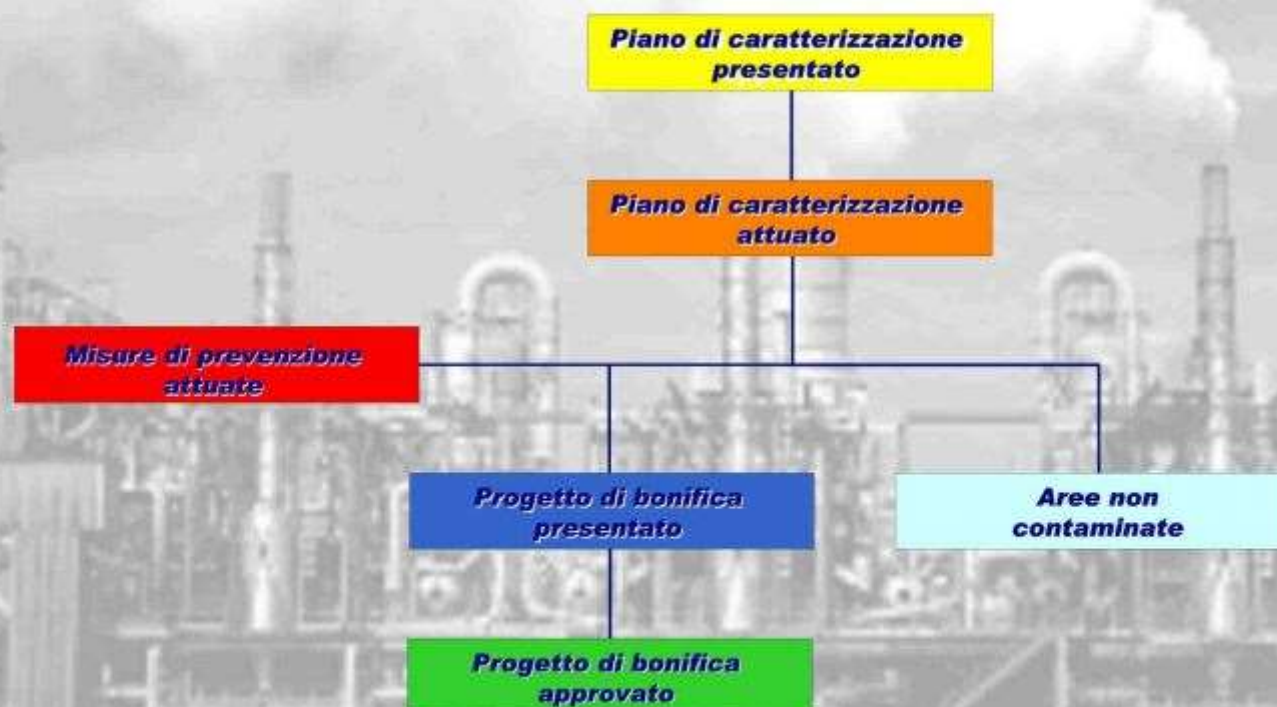 Piano di caratterizzazione
presentato
Piano di caratterizzazione
attuato
Misure di prevenzione
attuate
Progetto di bonifica
presentato
Aree non
contaminate
Progetto di bonifica
approvato